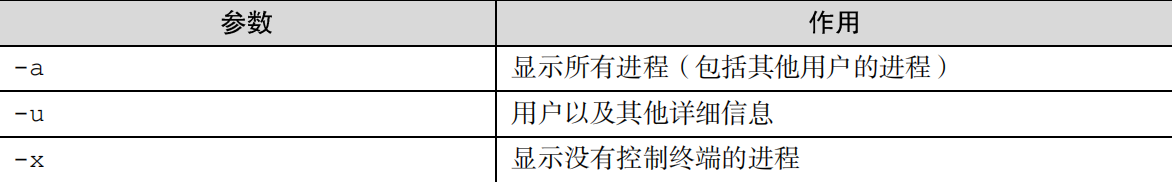 参数 作用
-a 显示所有进程（包括其他用户的进程）
-u 用户以及其他详细信息
-x 显示没有控制终端的进程